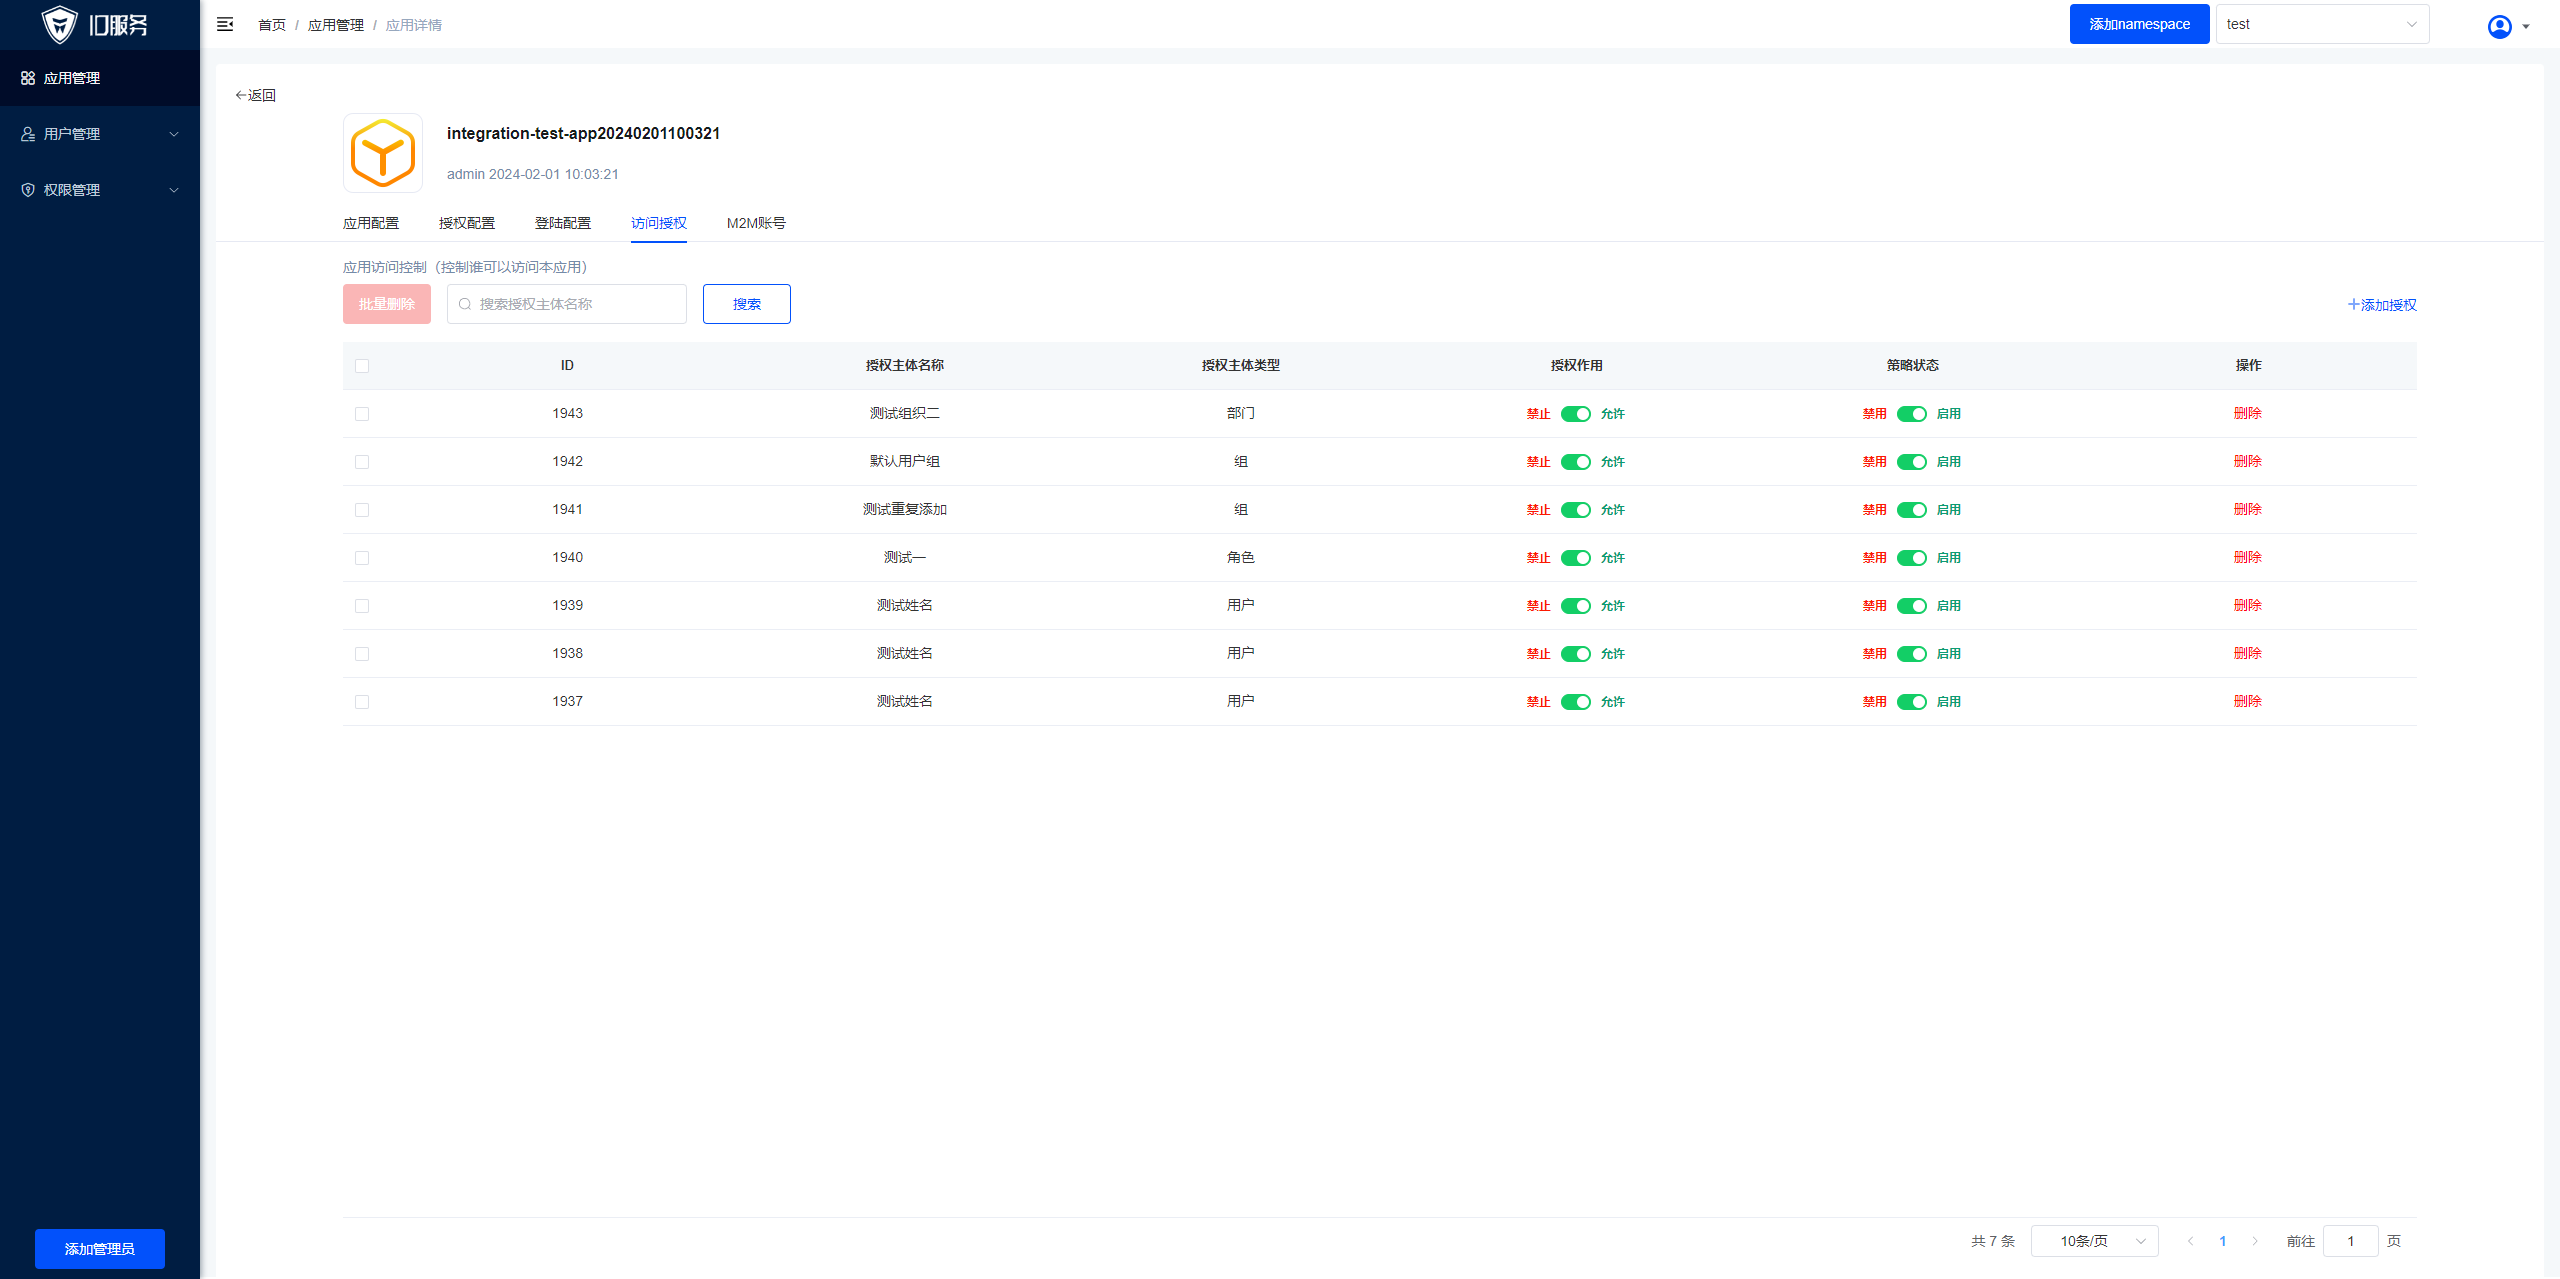 ID服务
首页 / 应用管理 / 应用详情
添加namespace
test
应用管理
用户管理
权限管理
添加管理员
返回
integration-test-app20240201100321
admin 2024-02-01 10:03:21
应用配置 授权配置 登陆配置 访问授权 M2M账号
应用访问控制（控制谁可以访问本应用）
批量删除 搜索授权主体名称 搜索 添加授权
ID 授权主体名称 授权主体类型 授权作用 策略状态 操作
1943 测试组织二 部门 禁止 允许 禁用 启用 删除
1942 默认用户组 组 禁止 允许 禁用 启用 删除
1941 测试重复添加 组 禁止 允许 禁用 启用 删除
1940 测试一 角色 禁止 允许 禁用 启用 删除
1939 测试姓名 用户 禁止 允许 禁用 启用 删除
1938 测试姓名 用户 禁止 允许 禁用 启用 删除
1937 测试姓名 用户 禁止 允许 禁用 启用 删除
共 7 条 10条/页 1 前往 1 页